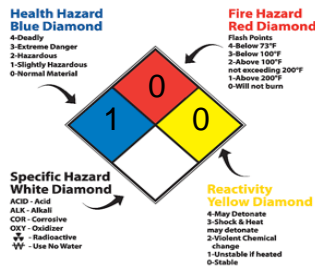 Health Hazard
Blue Diamond
4-Deadly
3-Extreme Danger
2-Hazardous
1-Slightly Hazardous
0-Normal Material
Fire Hazard
Red Diamond
Flash Points
4-Below 73°F
3-Below 100°F
2-Above 100°F
not exceeding 200°F
1-Above 200°F
0-Will not burn
0
1
0
Specific Hazard
White Diamond
ACID - Acid
ALK - Alkali
COR - Corrosive
OXY - Oxidizer
- Radioactive
W - Use No Water
Reactivity
Yellow Diamond
4-May Detonate
3-Shock & Heat
may detonate
2-Violent Chemical
change
1-Unstable if heated
0-Stable